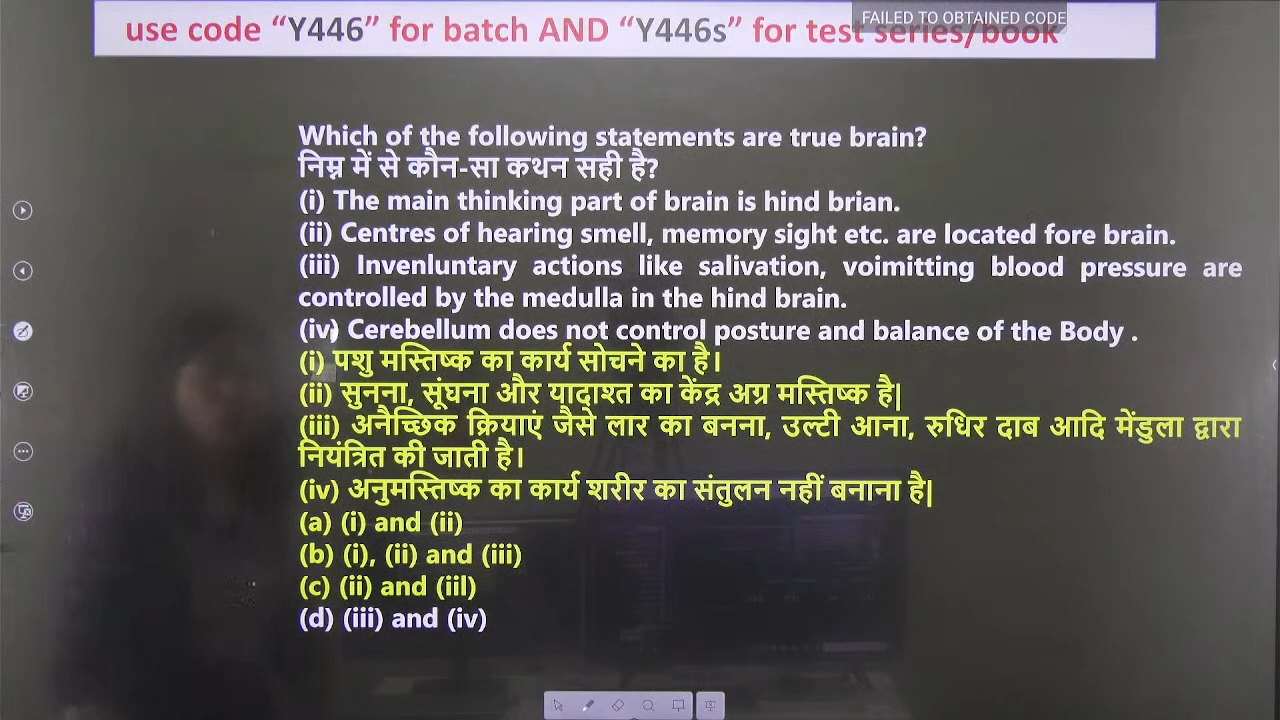 FAILED TO OBTAINED CODE
use code “Y446” for batch AND “Y446s” for test series/book
Which of the following statements are true brain?
निम्न में से कौन-सा कथन सही है?
(i) The main thinking part of brain is hind brian.
(ii) Centres of hearing smell, memory sight etc. are located fore brain.
(iii) Invenluntary actions like salivation, voimitting blood pressure are
controlled by the medulla in the hind brain.
(iv) Cerebellum does not control posture and balance of the Body .
(i) पशु मस्तिष्क का कार्य सोचने का है।
(ii) सुनना, सूंघना और यादाश्त का केंद्र अग्र मस्तिष्क है|
(iii) अनैच्छिक क्रियाएं जैसे लार का बनना, उल्टी आना, रुधिर दाब आदि मेंडुला द्वारा
नियंत्रित की जाती है।
(iv) अनुमस्तिष्क का कार्य शरीर का संतुलन नहीं बनाना है|
(a) (i) and (ii)
(b) (i), (ii) and (iii)
(c) (ii) and (iil)
(d) (iii) and (iv)